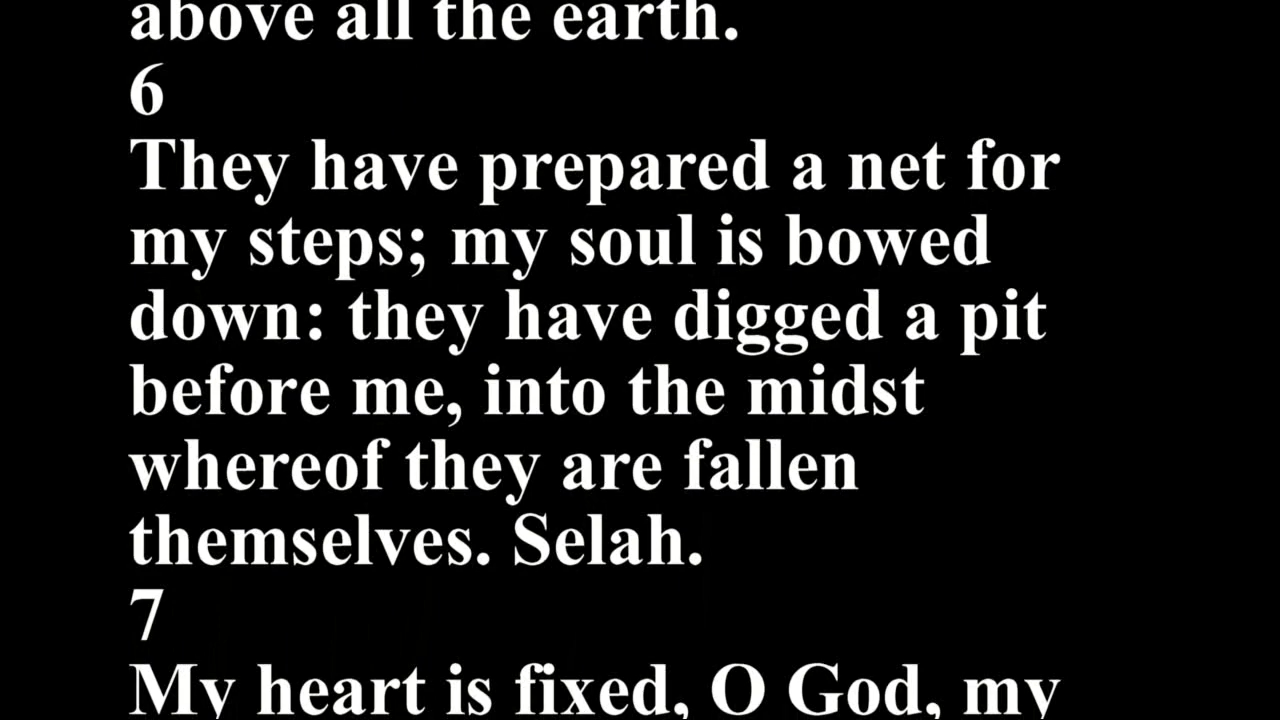 above all the earth.
6
They have prepared a net for
my steps; my soul is bowed
down: they have digged a pit
before me, into the midst
whereof they are fallen
themselves. Selah.
7
My heart is fixed, O God, my